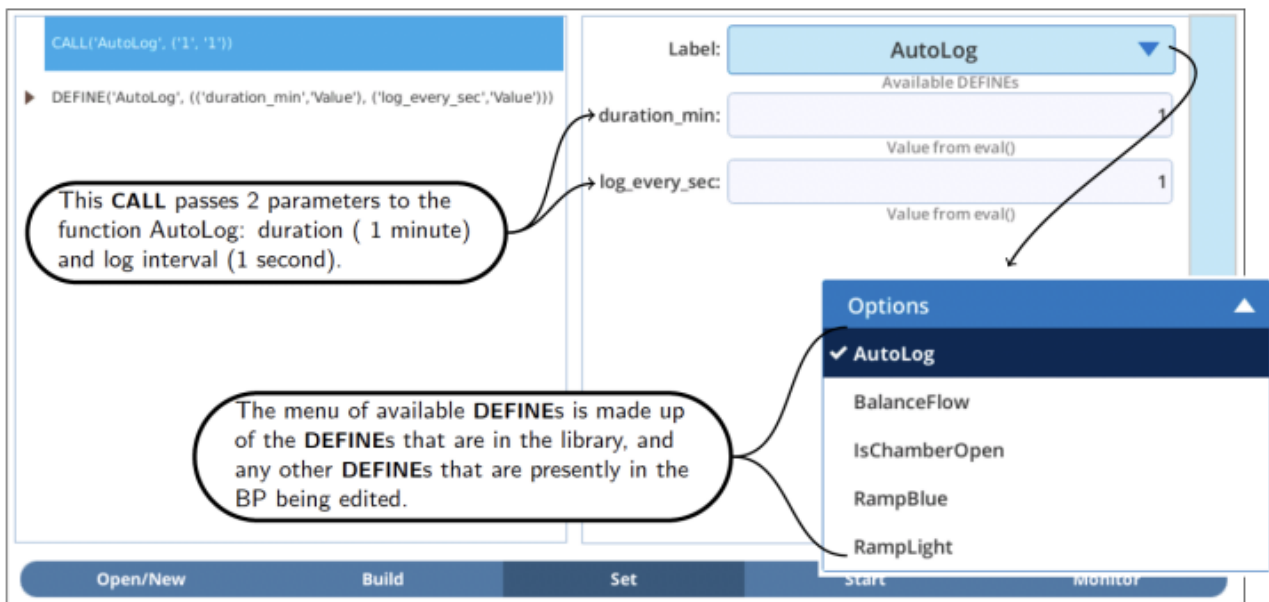 CALL('AutoLog', ('1', '1'))
DEFINE('AutoLog', (('duration_min','Value'), ('log_every_sec','Value')))
This CALL passes 2 parameters to the
function AutoLog: duration ( 1 minute)
and log interval (1 second).
Label:
AutoLog
Available DEFINEs
duration_min:
1
Value from eval()
log_every_sec:
1
Value from eval()
Options
AutoLog
BalanceFlow
IsChamberOpen
RampBlue
RampLight
The menu of available DEFINEs is made up
of the DEFINEs that are in the library, and
any other DEFINEs that are presently in the
BP being edited.
Open/New
Build
Set
Start
Monitor